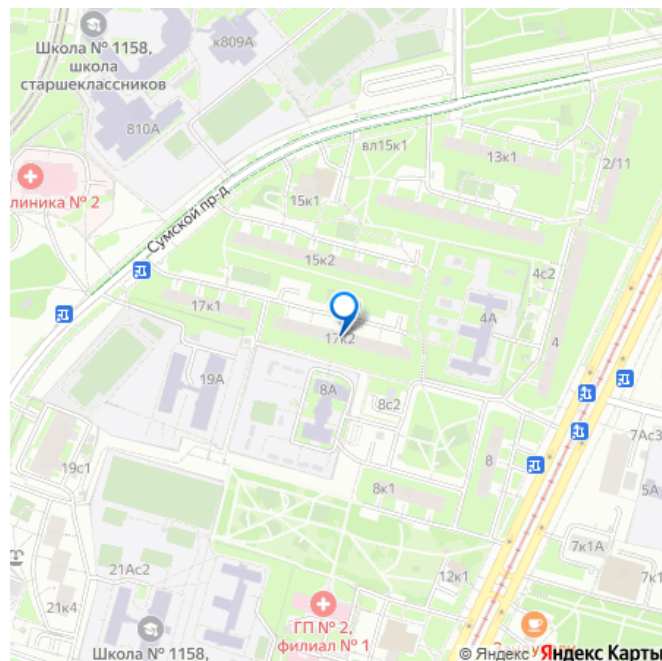 Школа № 1158,
школа
старшеклассников
к809А
810А
вл15к1
13к1
2/11
линика № 2
15к1
Сумской пр-д
15к2
4с2
17к1
4А
17к2
4
19А
8А
8с2
7Ас3
19с1
8
5А
8к1
7к1А
21Ас2
12к1
7к1
21к4
ГП № 2,
филиал № 1
Школа № 1158,
© Яндекс Яндекс Карты